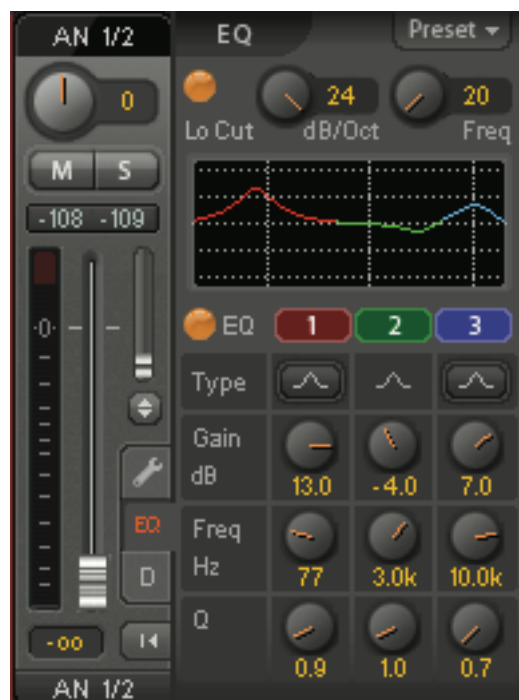 AN 1/2
EQ
Preset
0
24
20
Lo Cut
dB/Oct
Freq
M
S
-108 -109
-0-
EQ
1
2
3
Type
Gain
dB
13.0
-4.0
7.0
EQ
Freq
Hz
77
3.0k
10.0k
D
Q
0.9
1.0
0.7
-oo
AN 1/2